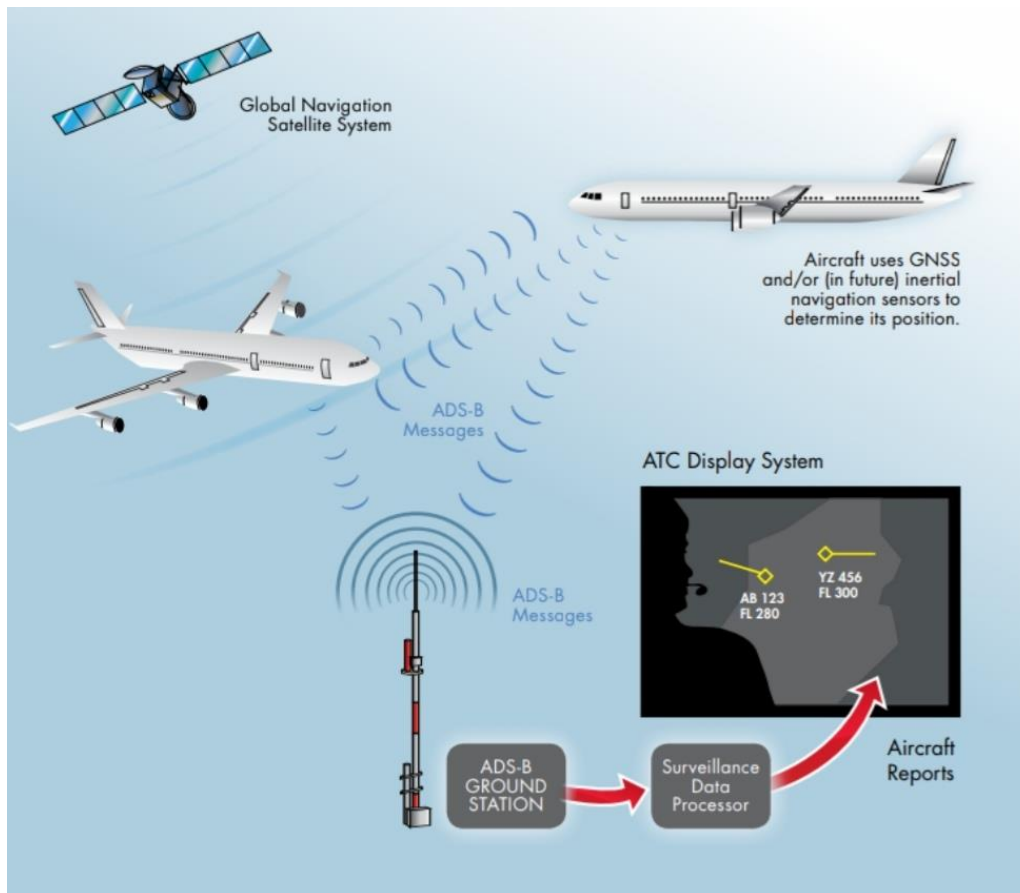 Global Navigation
Satellite System
Aircraft uses GNSS
and/or (in future) inertial
navigation sensors to
determine its position.
ADS-B
Messages
ATC Display System
AB 123
FL 280
YZ 456
FL 300
ADS-B
Messages
ADS-B
GROUND
STATION
Surveillance
Data
Processor
Aircraft
Reports